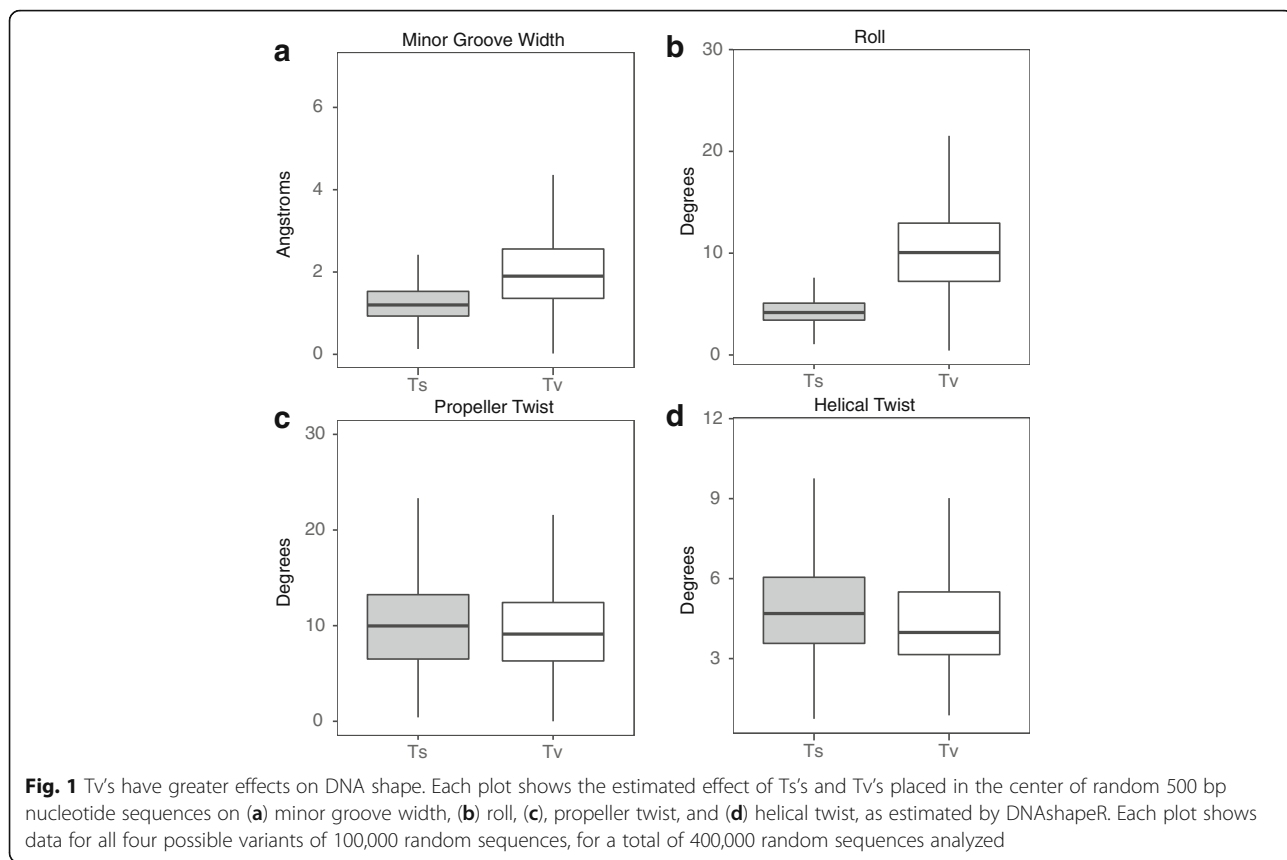 a
Minor Groove Width
6
4
2
0
Angstroms
Ts
Tv
b
Roll
30
20
10
0
Degrees
Ts
Tv
c
Propeller Twist
30
20
10
0
Degrees
Ts
Tv
d
Helical Twist
12
9
6
3
Degrees
Ts
Tv
Fig. 1 Tv's have greater effects on DNA shape. Each plot shows the estimated effect of Ts's and Tv's placed in the center of random 500 bp
nucleotide sequences on (a) minor groove width, (b) roll, (c), propeller twist, and (d) helical twist, as estimated by DNAshapeR. Each plot shows
data for all four possible variants of 100,000 random sequences, for a total of 400,000 random sequences analyzed